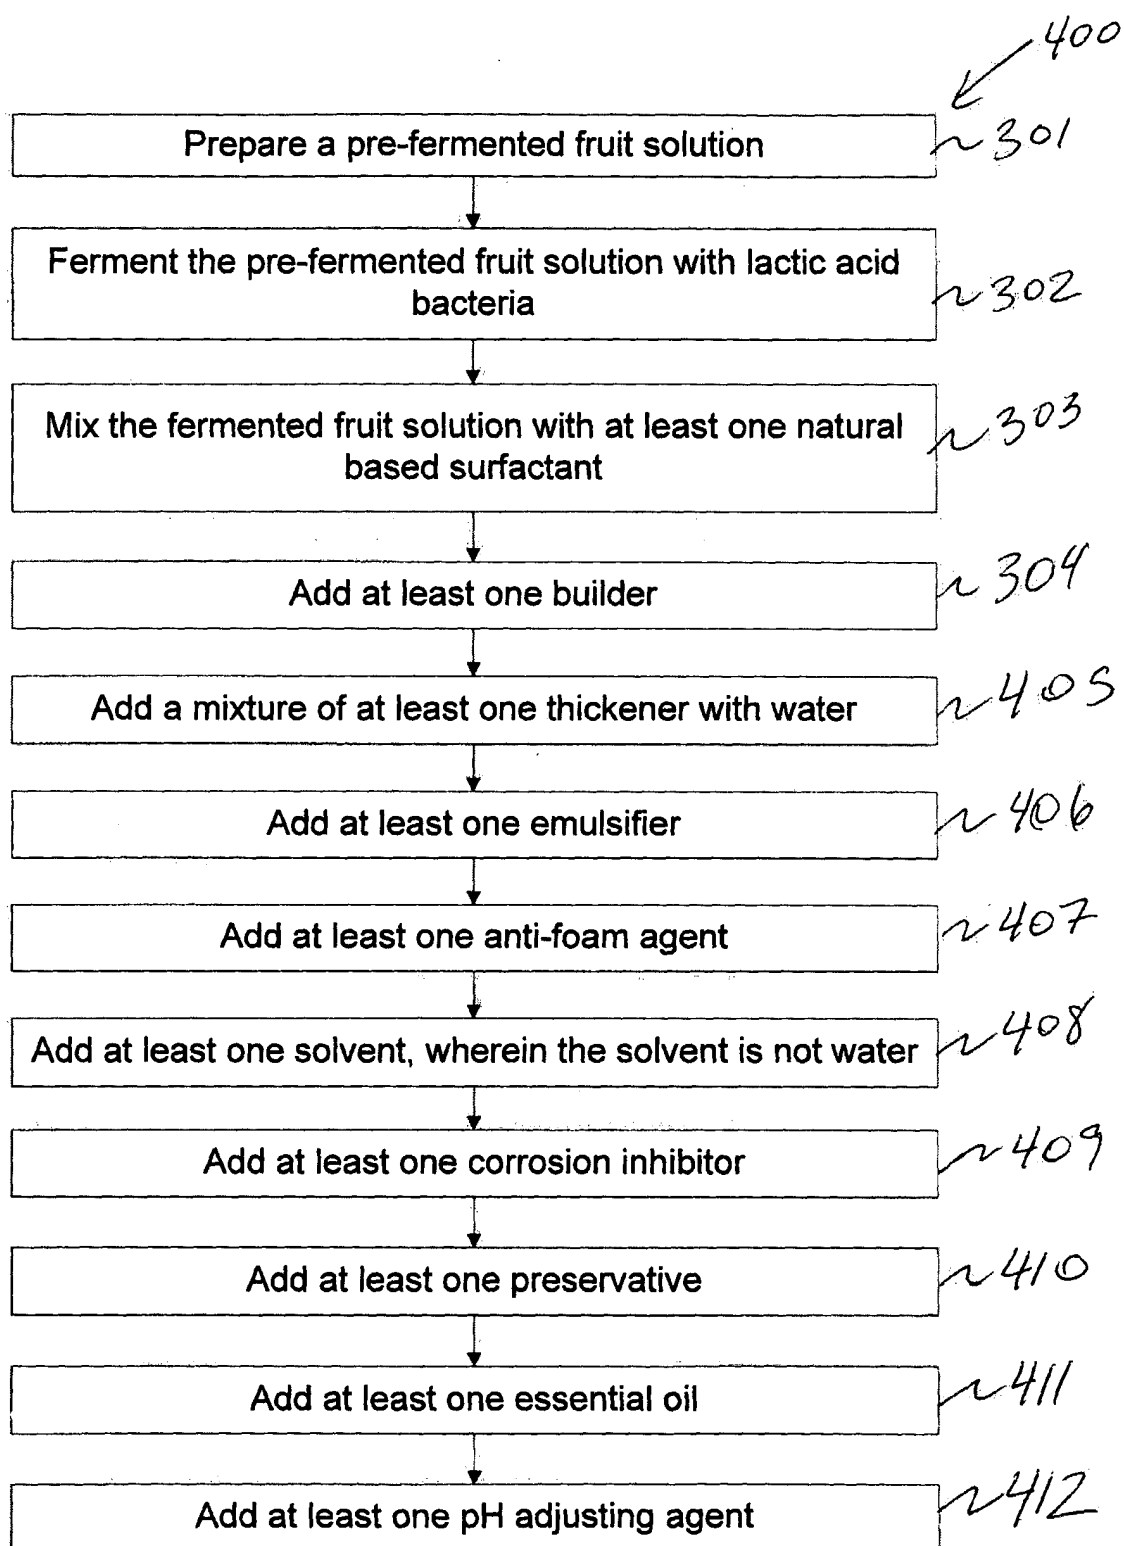 400
Prepare a pre-fermented fruit solution
301
Ferment the pre-fermented fruit solution with lactic acid
bacteria
302
Mix the fermented fruit solution with at least one natural
based surfactant
303
Add at least one builder
304
Add a mixture of at least one thickener with water
405
Add at least one emulsifier
406
Add at least one anti-foam agent
407
Add at least one solvent, wherein the solvent is not water
408
Add at least one corrosion inhibitor
409
Add at least one preservative
410
Add at least one essential oil
411
Add at least one pH adjusting agent
412